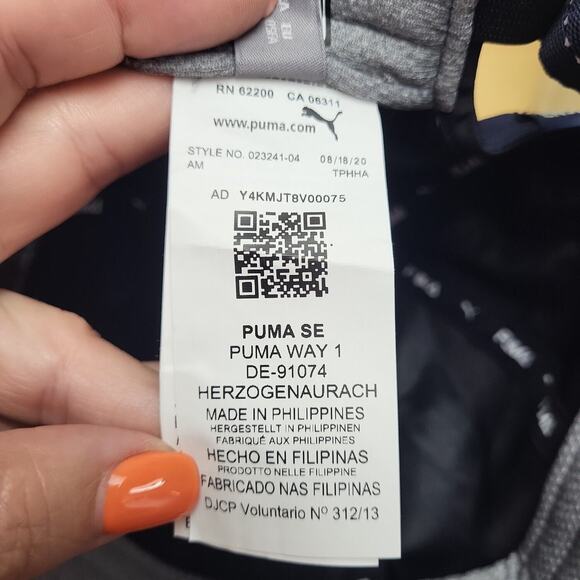 EU
RN 62200 CA 06311
www.puma.com
STYLE NO. 023241-04 08/18/20
AM TPHHA
AD Y4KMJT8V00075
PUMA SE
PUMA WAY 1
DE-91074
HERZOGENAURACH
MADE IN PHILIPPINES
HERGESTELLT IN PHILIPPINEN
FABRIQUÉ AUX PHILIPPINES
HECHO EN FILIPINAS
PRODOTTO NELLE FILIPPINE
FABRICADO NAS FILIPINAS
DJCP Voluntario Nº 312/13